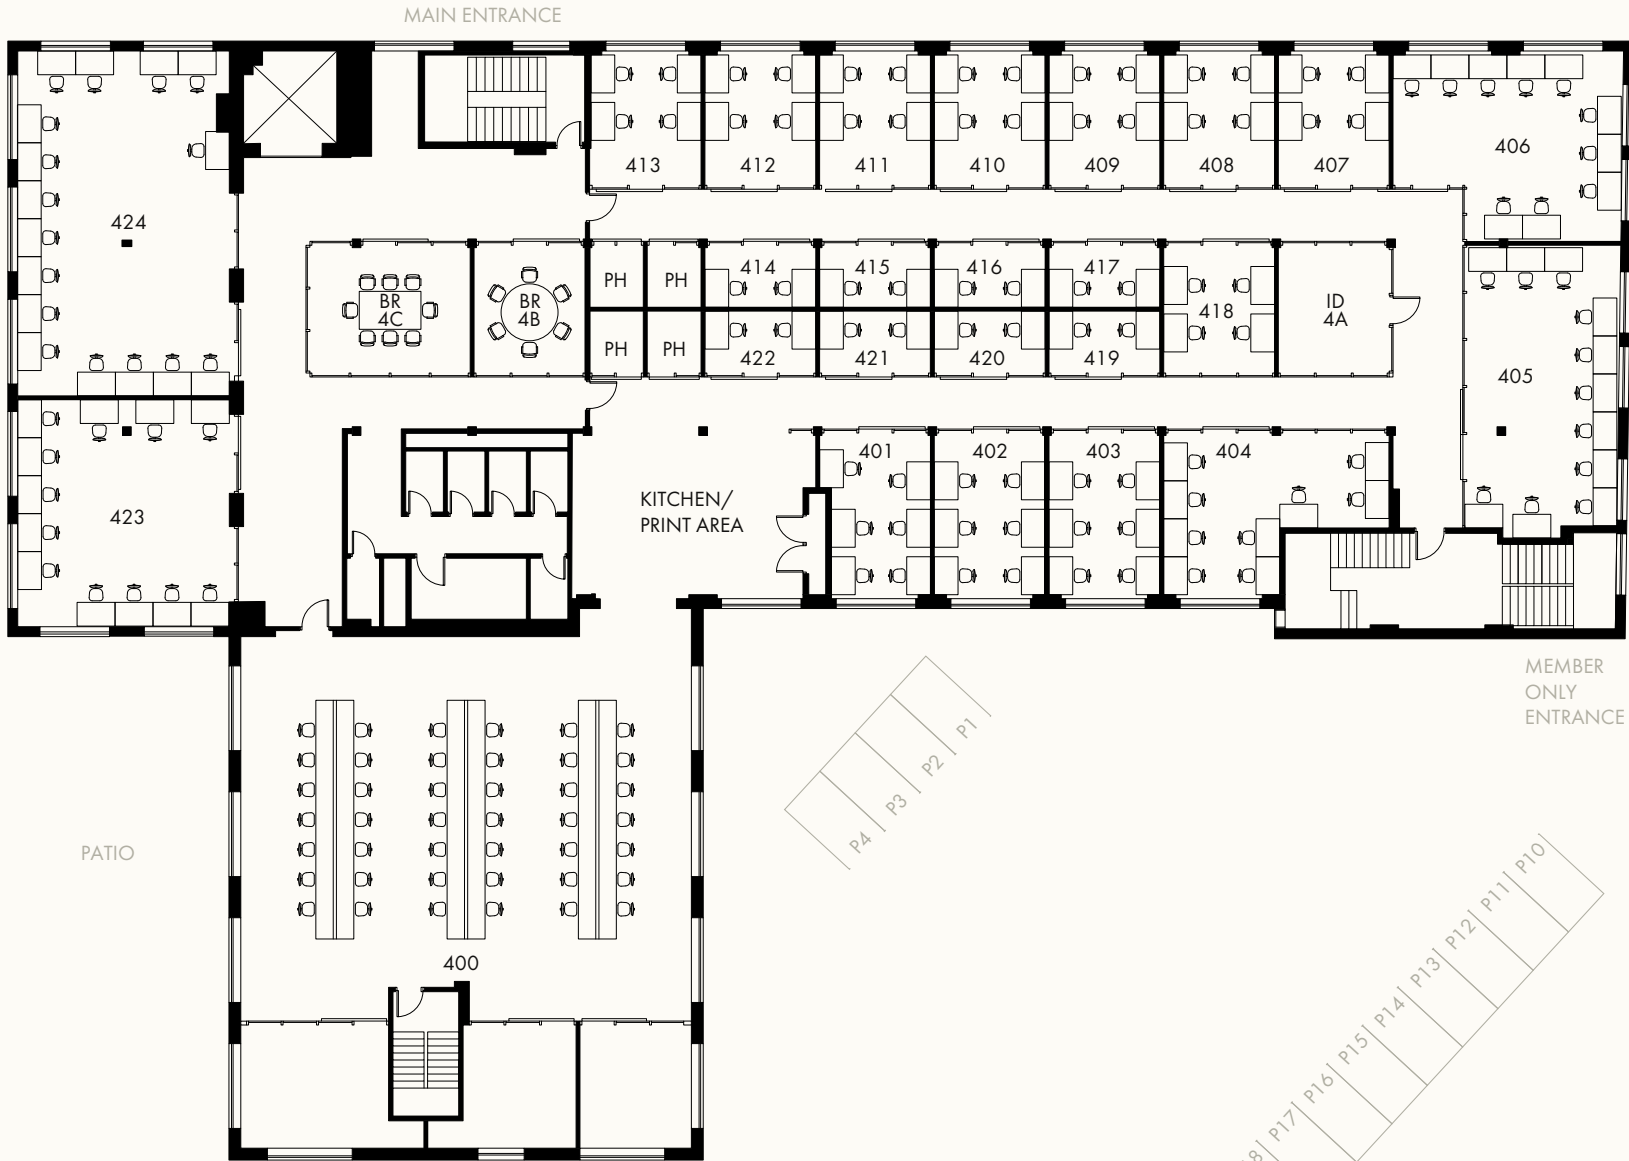 MAIN ENTRANCE
413
412
411
410
409
408
407
406
424
414
415
416
417
418
PH
PH
BR
4C
BR
4B
ID
4A
PH
PH
422
421
420
419
405
401
402
403
404
423
KITCHEN/
PRINT AREA
MEMBER
ONLY
ENTRANCE
P1
P2
P3
P4
PATIO
P10
P11
P12
P13
P14
P15
P16
P17
400